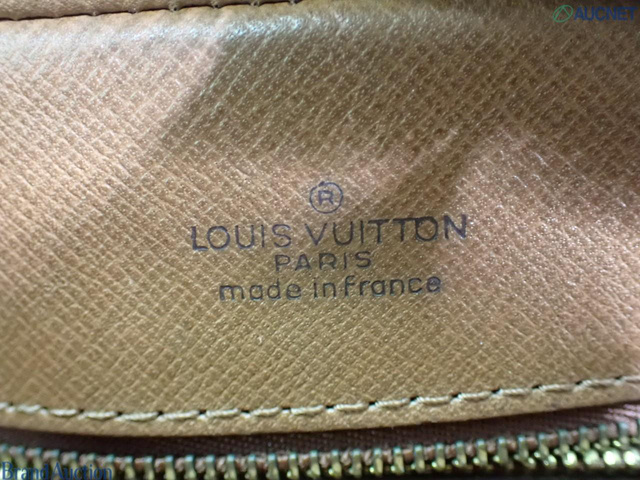 AUCNET
®
LOUIS VUITTON
PARIS
made in france
Brand Auction